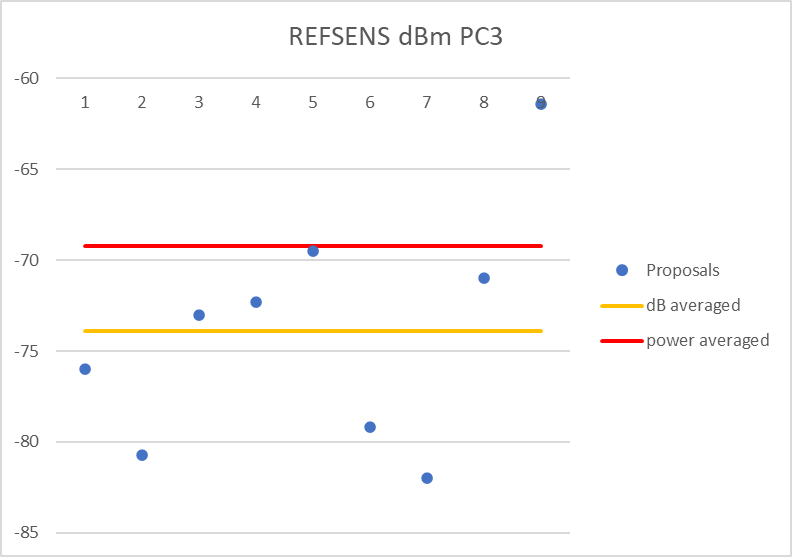 REFSENS dBm PC3
-60
1 2 3 4 5 6 7 8 9
-65
-70
-75
-80
-85
Proposals
dB averaged
power averaged